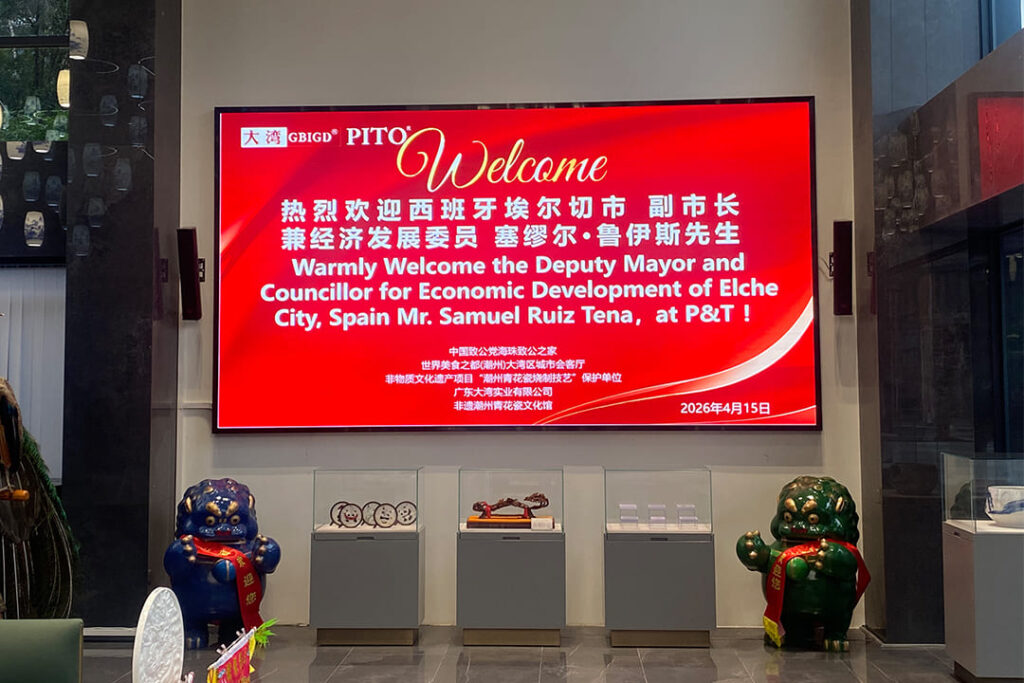 大湾 GBIGD® PITO®
Welcome
热烈欢迎西班牙埃尔切市 副市长
兼经济发展委员 塞缪尔·鲁伊斯先生
Warmly Welcome the Deputy Mayor and
Councillor for Economic Development of Elche
City, Spain Mr. Samuel Ruiz Tena，at P&T！
中国致公党海珠致公之家
世界美食之都(潮州)大湾区城市会客厅
非物质文化遗产项目“潮州青花瓷烧制技艺”保护单位
广东大湾实业有限公司
非遗潮州青花瓷文化馆
2026年4月15日
迎您